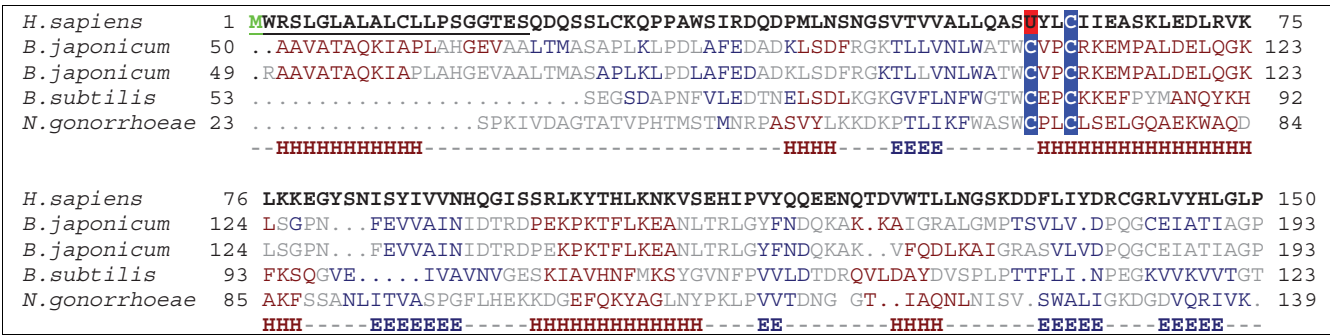 H.sapiens 1 MWRSLGLALALCLLPSGGTESQDQSSLCKQPPAWSIRDQDPMLNSNGSVTVVALLQASUYLCIIEASKLEDLRVK 75
B.japonicum 50 ..AAVATAQKIAPLAHGEVAALTMASAPLKLPDLAFEDADKLSDFRGKTLLVNLWATWCVPCRKEMPALDELQGK 123
B.japonicum 49 .RAAVATAQKIAPLAHGEVAALTMASAPLKLPDLAFEDADKLSDFRGKTLLVNLWATWCVPCRKEMPALDELQGK 123
B.subtilis 53 .............................SEGSDAPNFVLEDTNELSDLKGKGVFLNFWGTWCEPCKKEFPYMANQYKH 92
N.gonorrhoeae 23 ....................SPKIVDAGTATVPHTMSTMNRPASVYLKKDKPTLIKFWASWCPLCLSELGQAEKWAQD 84
--HHHHHHHHHHH-----------------------------HHHH----EEEE-------HHHHHHHHHHHHHHHHH
H.sapiens 76 LKKEGYSNISYIVVNHQGISSRLKYTHLKNKVSEHIPVYQQEENQTDVWTLLNGSKDDFLIYDRCGRLVYHLGLP 150
B.japonicum 124 LSGPN...FEVVAINIDTRDPEKPKTFLKEANLTRLGYFNDQKAK.KAIGRALGMPTSVLV.DPQGCEIATIAGP 193
B.japonicum 124 LSGPN...FEVVAINIDTRDPEKPKTFLKEANLTRLGYFNDQKAK..VFQDLKAIGRASVLVDPQGCEIATIAGP 193
B.subtilis 93 FKSQGVE.....IVAVNVGESKIAVHNFMKSYGVNFPVVLDTDRQVLDAYDVSPLPTTFLI.NPEGKVVKVVTGT 123
N.gonorrhoeae 85 AKFSSANLITVASPGFLHEKKDGEFQKYAGLNYPKLPVVTDNG GT..IAQNLNISV.SWALIGKDGDVQRIVK. 139
HHH-----EEEEEEE----HHHHHHHHHHHHH----EE--------HHHH-------EEEEE----EEEEE---